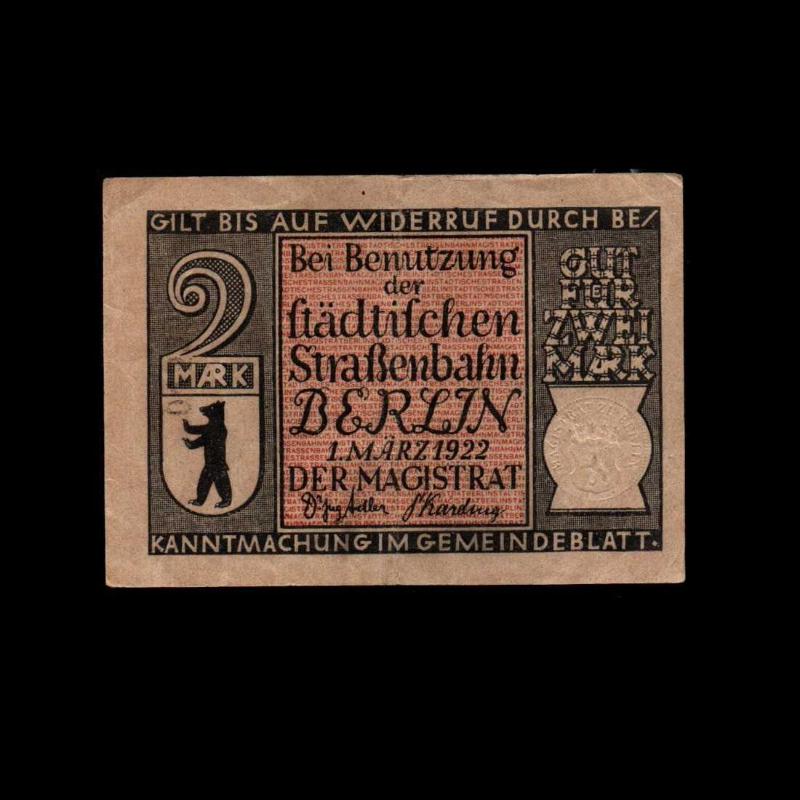 GILT BIS AUF WIDERRUF DURCH BE/
2
MARK
Bei Benutzung
der
städtischen
Straßenbahn
BERLIN
1. MÄRZ 1922
DER MAGISTRAT
GUT
FÜR
ZWEI
MARK
KANNTMACHUNG IM GEMEINDEBLATT.